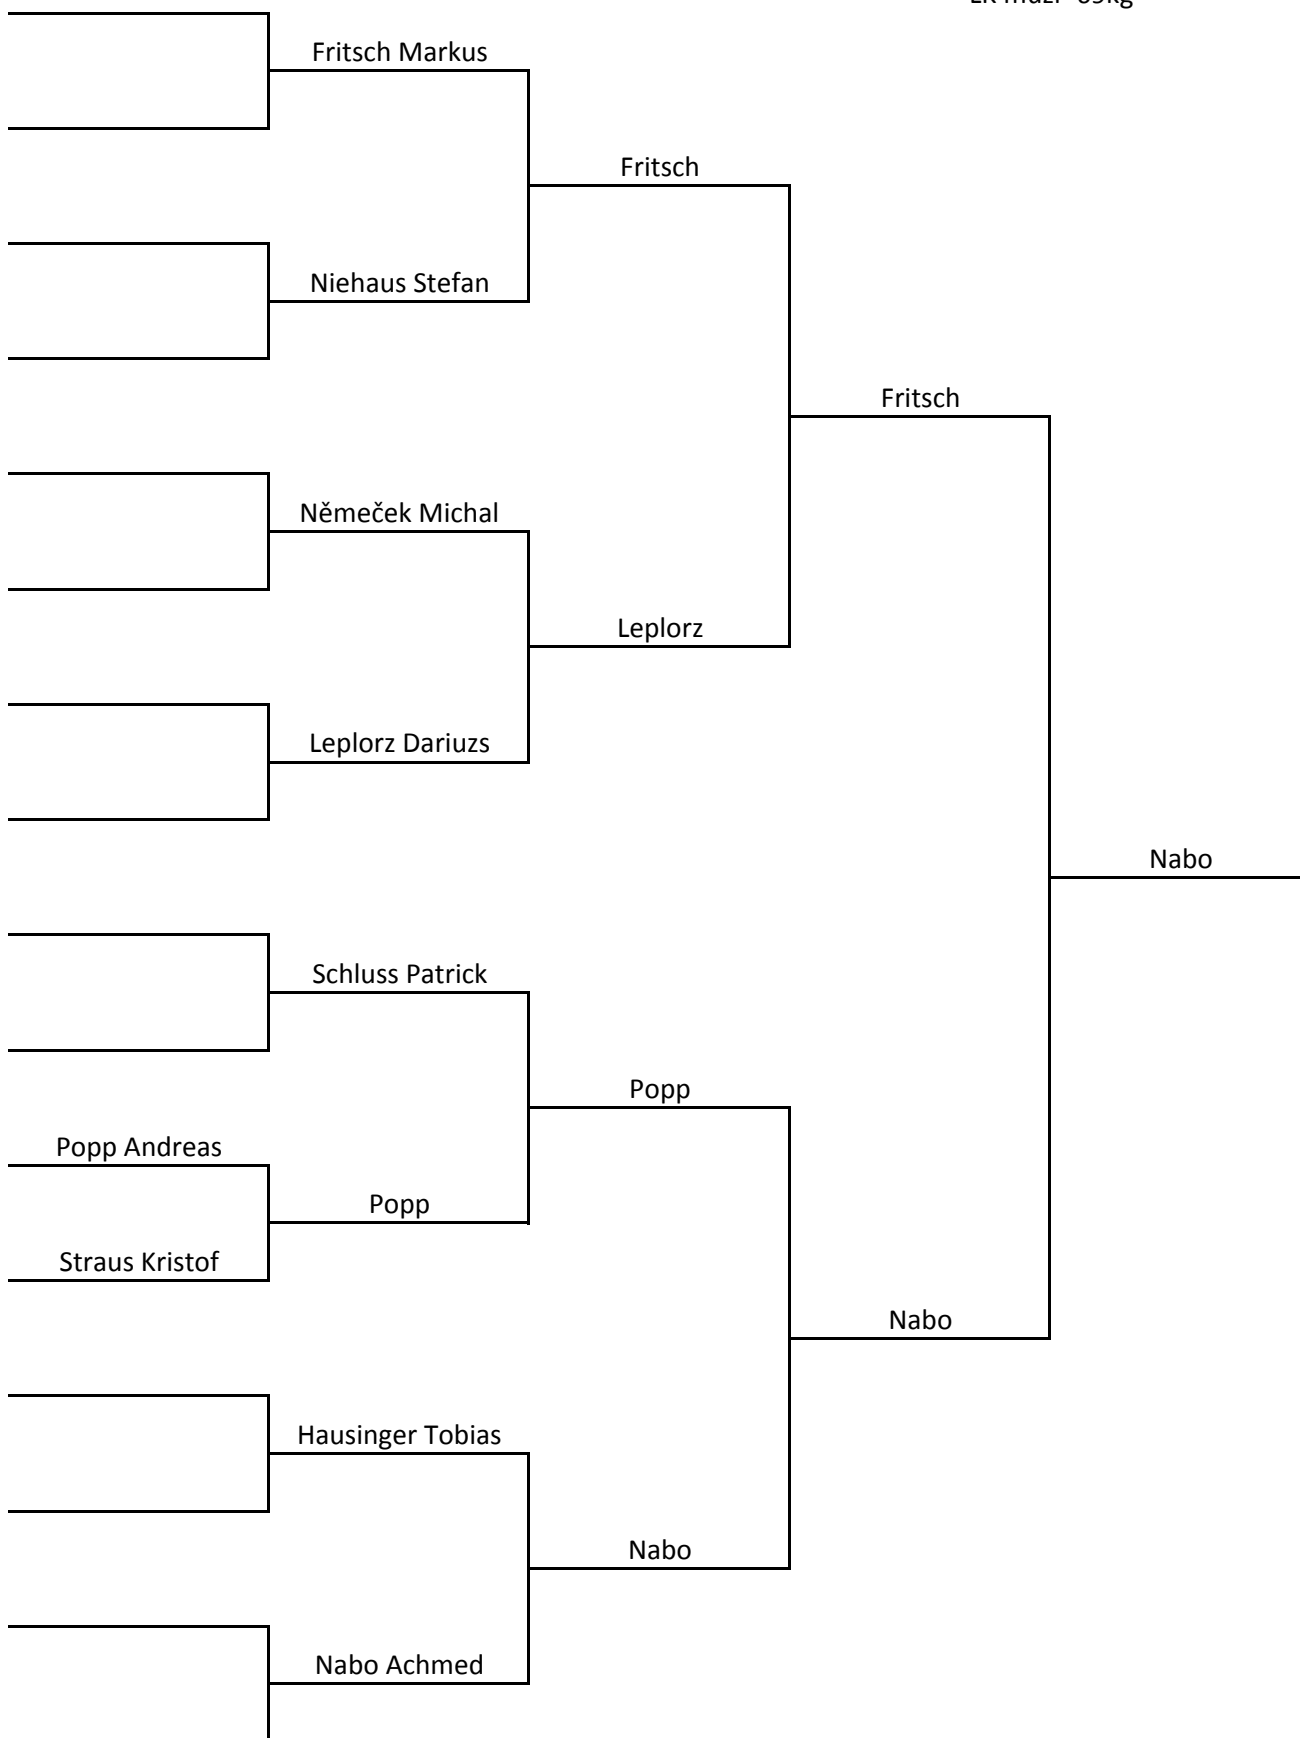 Fritsch Markus
Fritsch
Niehaus Stefan
Fritsch
Němeček Michal
Leplorz
Leplorz Dariuzs
Nabo
Schluss Patrick
Popp
Popp Andreas
Popp
Straus Kristof
Nabo
Hausinger Tobias
Nabo
Nabo Achmed